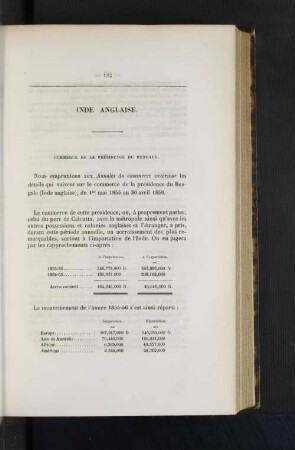 — 182 —
INDE ANGLAISE.
COMMERCE DE LA PRÉSIDENCE DU BENGALE.
Nous empruntons aux Annales du commerce extérieur les
détails qui suivent sur le commerce de la présidence du Ben-
gale (Inde anglaise), du 1er mai 1855 au 30 avril 1856.
Le commerce de cette présidence, ou, à proprement parler,
celui du port de Calcutta, avec la métropole ainsi qu'avec les
autres possessions et colonies anglaises et l'étranger, a pris,
durant cette période annuelle, un accroissement des plus re-
marquables, surtout à l'importation de l'Inde. On en jugera
par les rapprochements ci-après :
A l'importation. A l'exportation.
1855-56
1854-55
Accroissement
Le mouvement de l'année 1855-56 s'est ainsi réparti :
Importation. Exportation.
Europe
Asie et Australie
Afrique
Amérique